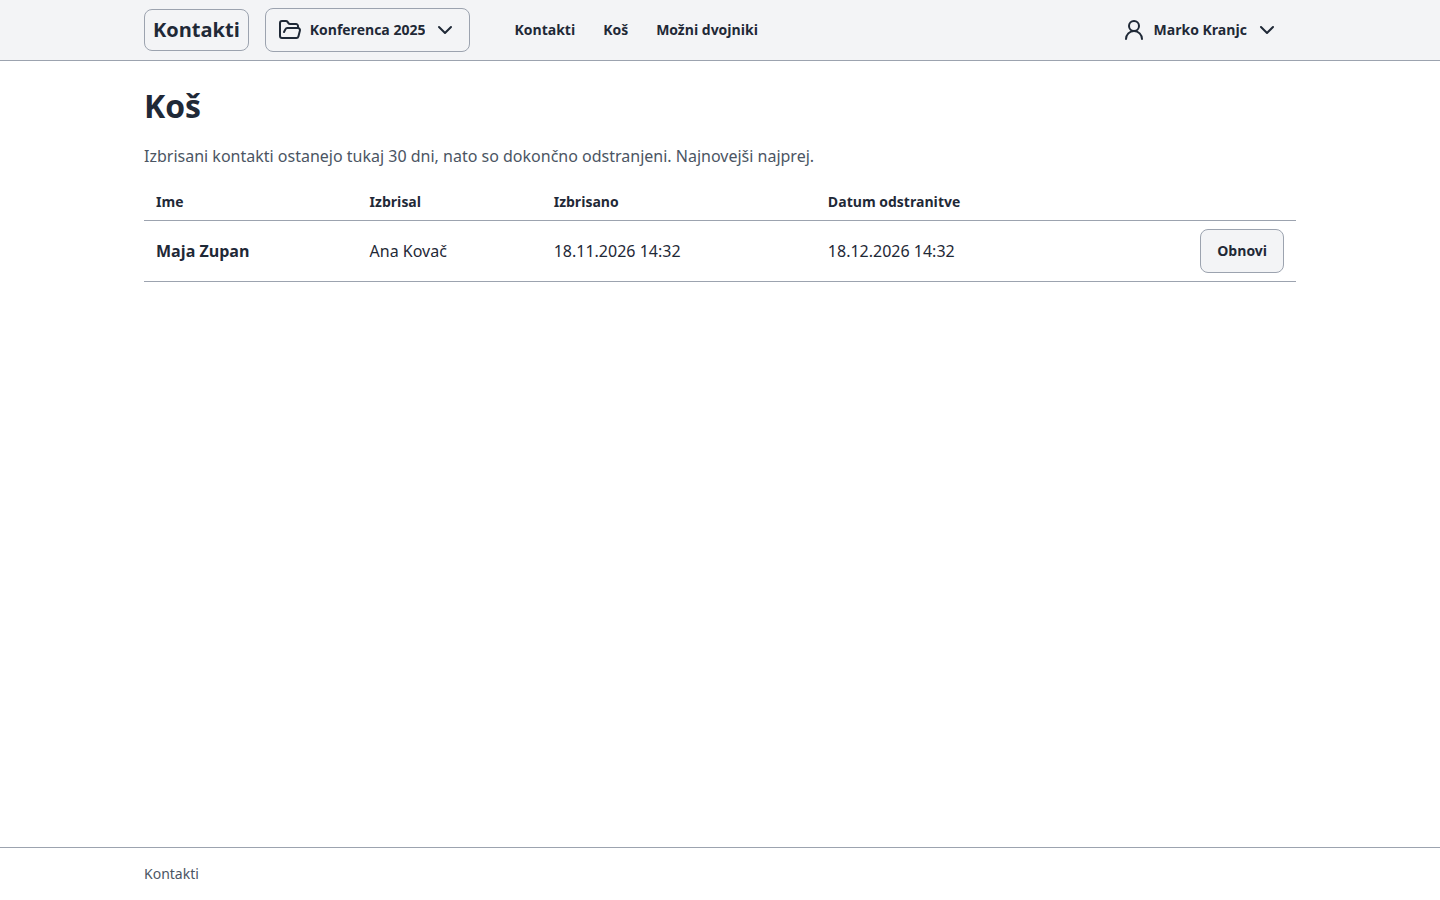 Kontakti Konferenca 2025 Kontakti Koš Možni dvojniki Marko Kranjc
Koš
Izbrisani kontakti ostanejo tukaj 30 dni, nato so dokončno odstranjeni. Najnovejši najprej.
Ime Izbrisal Izbrisano Datum odstranitve
Maja Zupan Ana Kovač 18.11.2026 14:32 18.12.2026 14:32 Obnovi
Kontakti